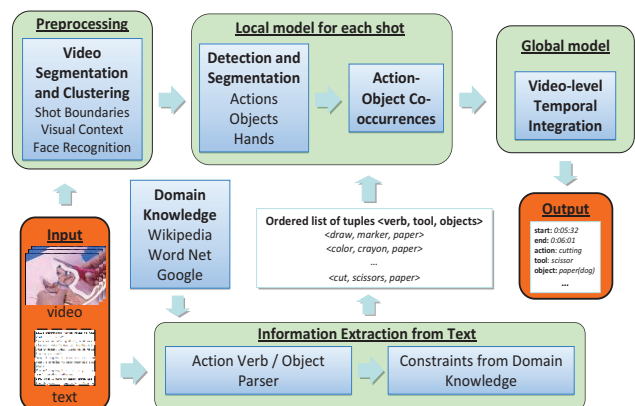 Preprocessing
Video
Segmentation
and Clustering
Shot Boundaries
Visual Context
Face Recognition
Local model for each shot
Detection and
Segmentation
Actions
Objects
Hands
Action-
Object Co-
occurrences
Global model
Video-level
Temporal
Integration
Input
video
text
Domain
Knowledge
Wikipedia
Word Net
Google
Ordered list of tuples <verb, tool, objects>
<draw, marker, paper>
<color, crayon, paper>
...
<cut, scissors, paper>
Output
start: 0:05:32
end: 0:06:01
action: cutting
tool: scissor
object: paper(dog)
...
Information Extraction from Text
Action Verb / Object
Parser
Constraints from Domain
Knowledge